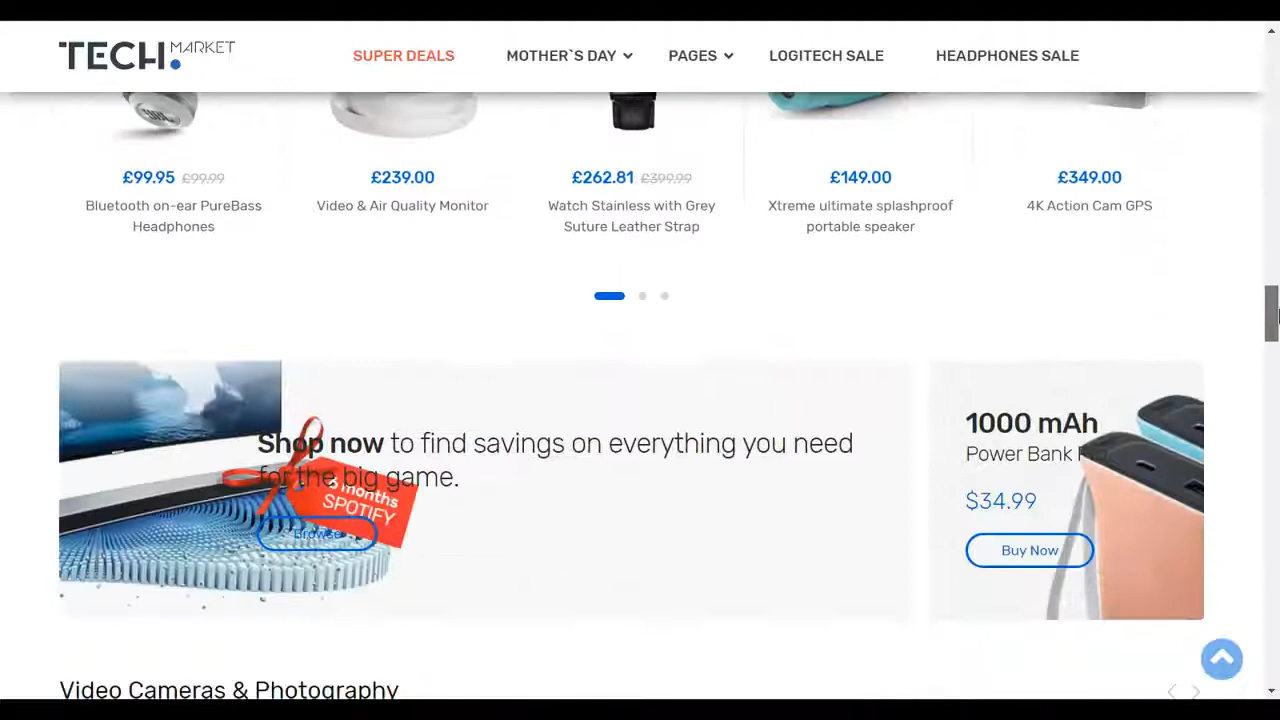 TECH MARKET
SUPER DEALS
MOTHER`S DAY
PAGES
LOGITECH SALE
HEADPHONES SALE
JBL
£99.95 £99.99
Bluetooth on-ear PureBass
Headphones
£239.00
Video & Air Quality Monitor
£262.81 £399.99
Watch Stainless with Grey
Suture Leather Strap
£149.00
Xtreme ultimate splashproof
portable speaker
£349.00
4K Action Cam GPS
Shop now to find savings on everything you need
for the big game.
6 months
SPOTIFY
Browse
1000 mAh
Power Bank
$34.99
Buy Now
Video Cameras & Photography